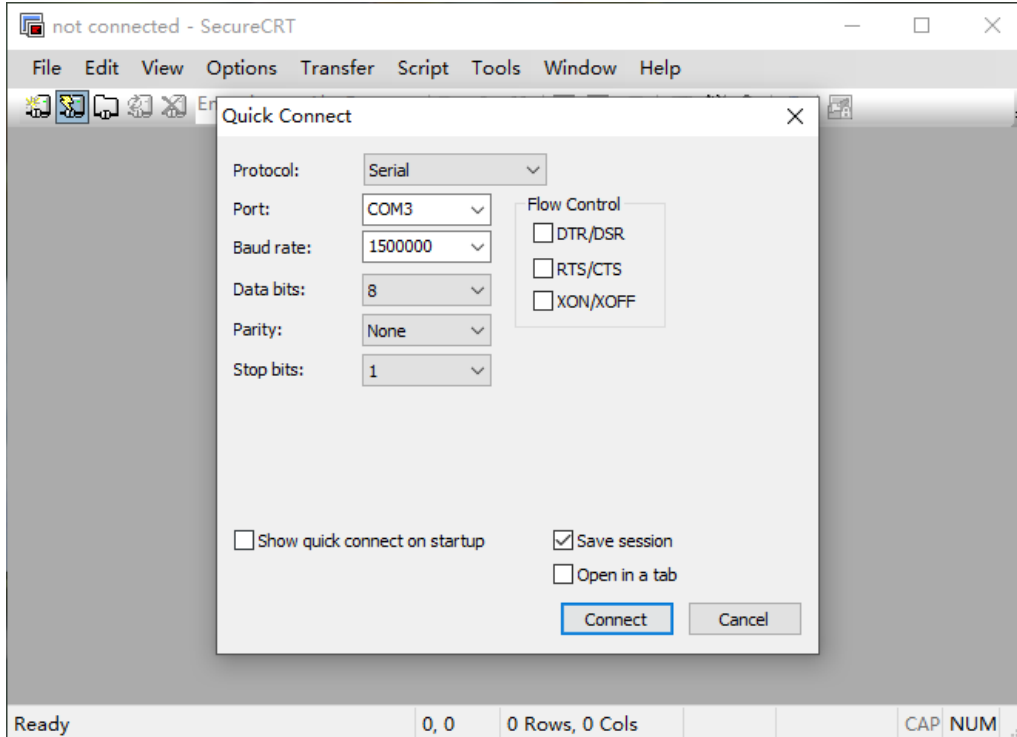 not connected - SecureCRT
File Edit View Options Transfer Script Tools Window Help
Quick Connect
Protocol: Serial
Port: COM3
Flow Control
DTR/DSR
Baud rate: 1500000
RTS/CTS
Data bits: 8
XON/XOFF
Parity: None
Stop bits: 1
Show quick connect on startup
Save session
Open in a tab
Connect Cancel
Ready 0, 0 0 Rows, 0 Cols CAP NUM